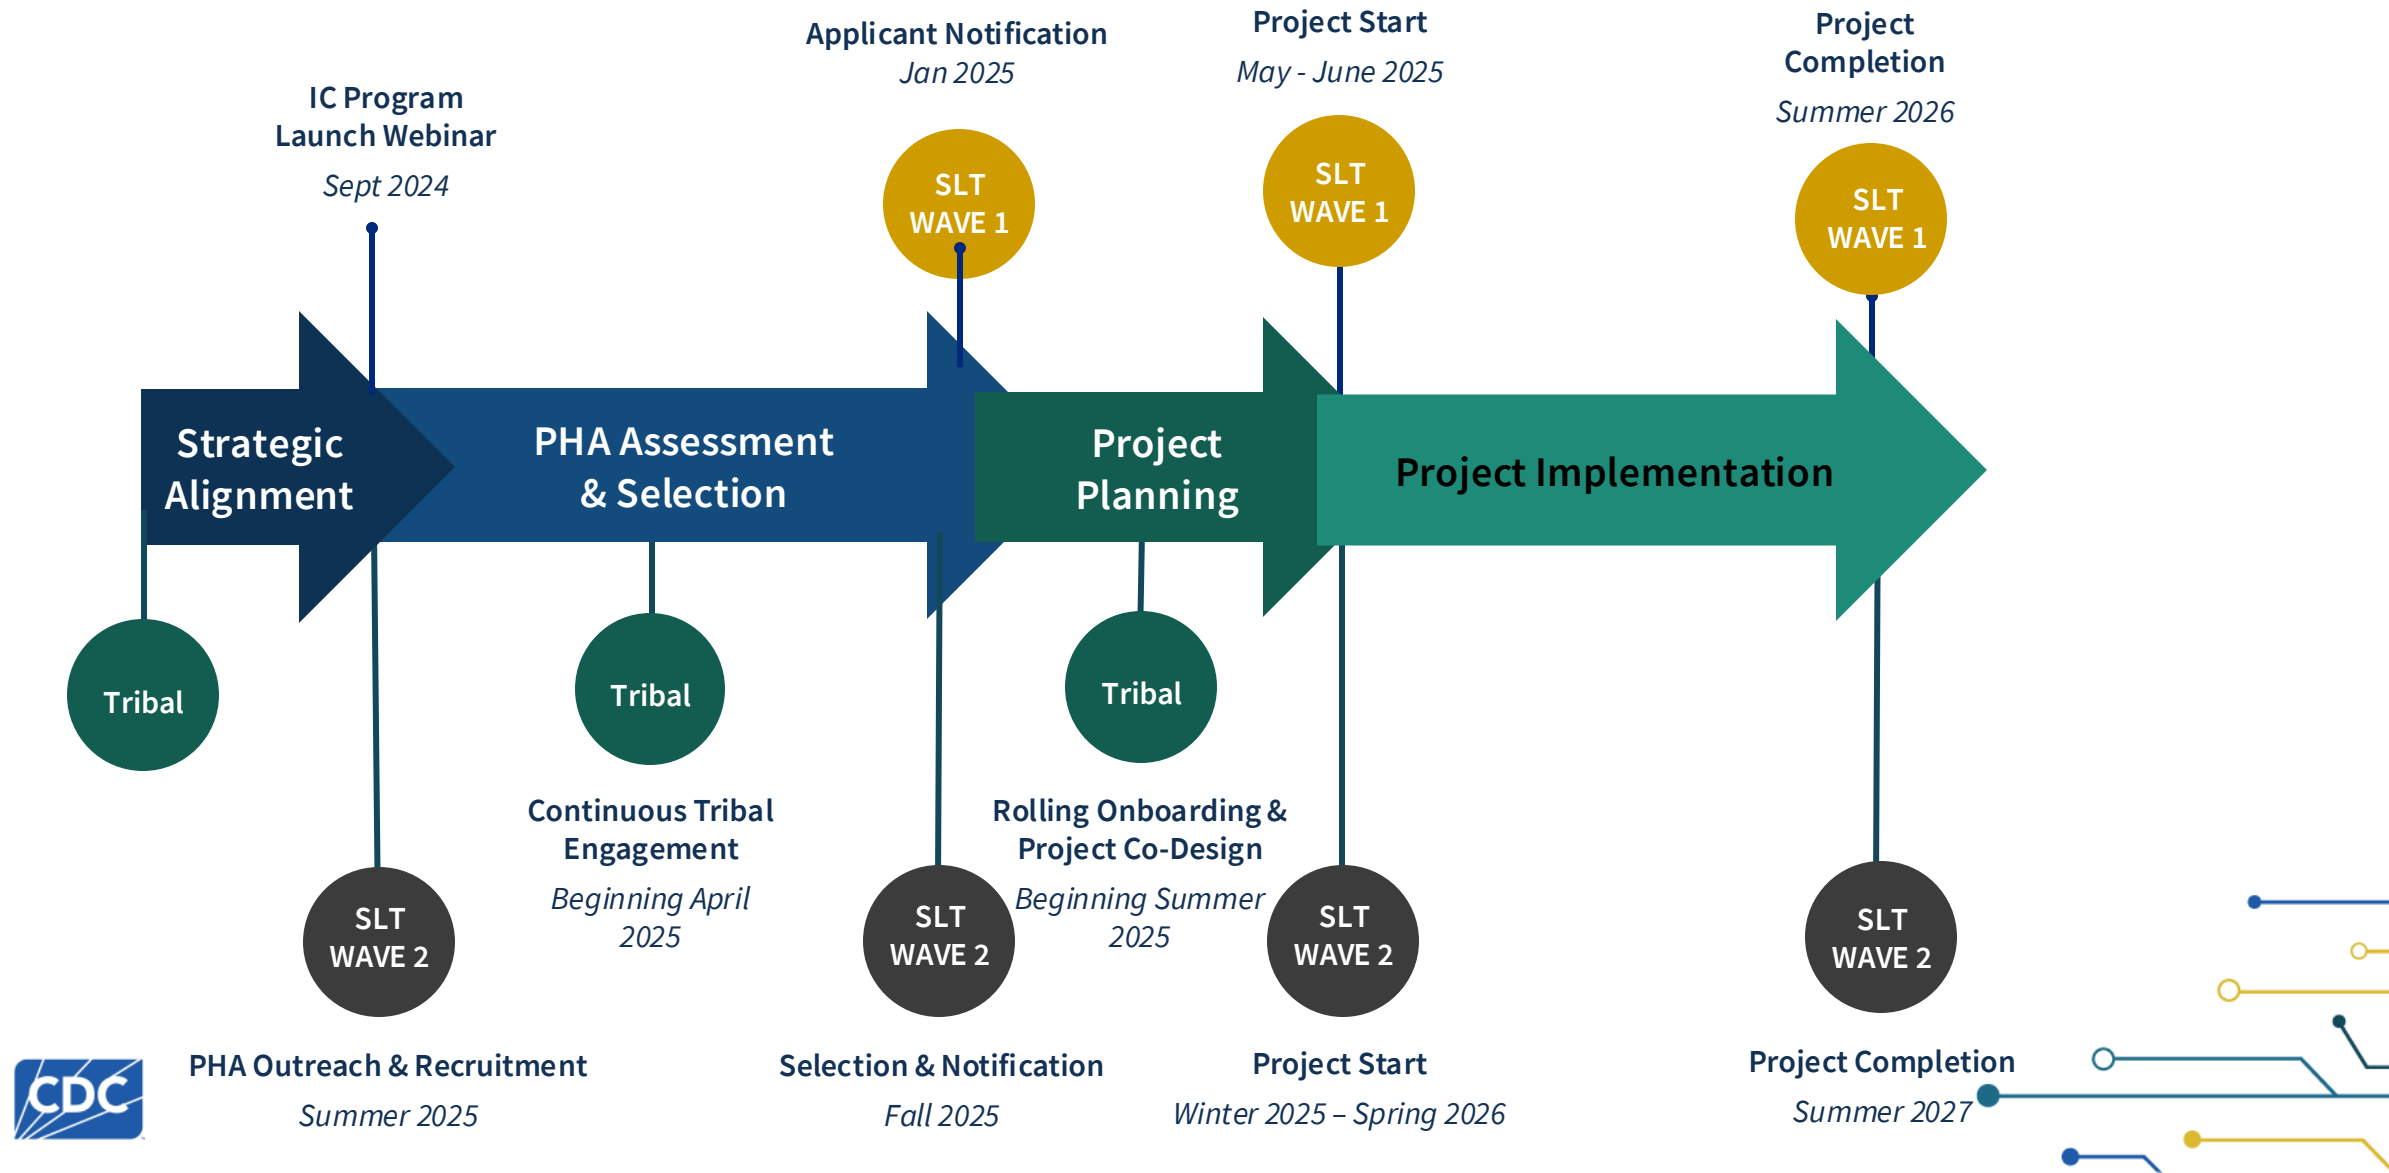 Applicant Notification
Jan 2025
Project Start
May - June 2025
Project
Completion
Summer 2026
IC Program
Launch Webinar
Sept 2024
SLT
WAVE 1
SLT
WAVE 1
SLT
WAVE 1
Strategic
Alignment
PHA Assessment
& Selection
Project
Planning
Project Implementation
Tribal
Tribal
Continuous Tribal
Engagement
Beginning April
2025
Tribal
Rolling Onboarding &
Project Co-Design
Beginning Summer
2025
SLT
WAVE 2
PHA Outreach & Recruitment
Summer 2025
SLT
WAVE 2
Selection & Notification
Fall 2025
SLT
WAVE 2
Project Start
Winter 2025 – Spring 2026
SLT
WAVE 2
Project Completion
Summer 2027
CDC